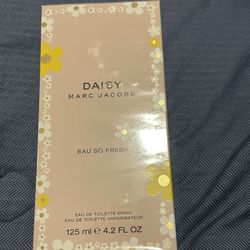 DAISY
MARC JACOBS
EAU SO FRESH
EAU DE TOILETTE SPRAY
EAU DE TOILETTE VAPORISATEUR
125 ml e 4.2 FL OZ